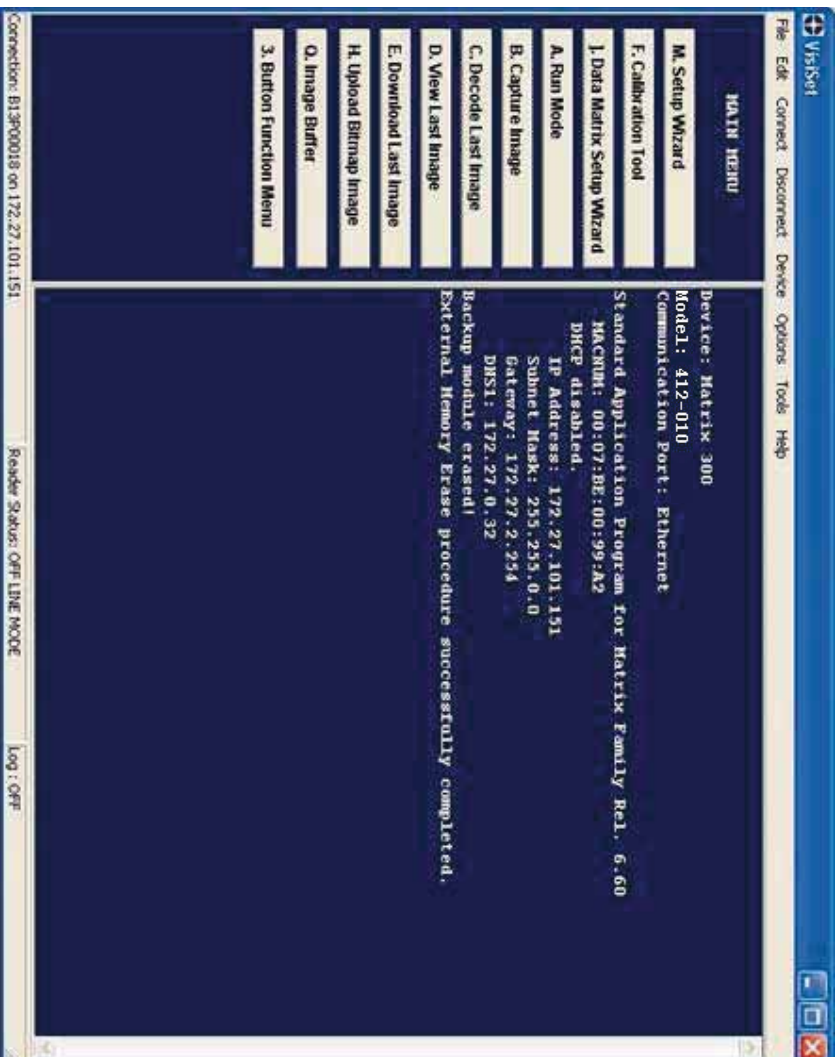 VisiSet
File Edit Connect Disconnect Device Options Tools Help
MAIN MENU
M. Setup Wizard
F. Calibration Tool
J. Data Matrix Setup Wizard
A. Run Mode
B. Capture Image
C. Decode Last Image
D. View Last Image
E. Download Last Image
H. Upload Bitmap Image
Q. Image Buffer
3. Button Function Menu
Device: Matrix 300
Model: 412-010
Communication Port: Ethernet
Standard Application Program for Matrix Family Rel. 6.60
MACNUM: 00:07:BE:00:99:A2
DHCP disabled.
IP Address: 172.27.101.151
Subnet Mask: 255.255.0.0
Gateway: 172.27.2.254
DNS1: 172.27.0.32
Backup module erased!
External Memory Erase procedure successfully completed.
Connection: B13P00018 on 172.27.101.151
Reader Status: OFF LINE MODE
Log : OFF